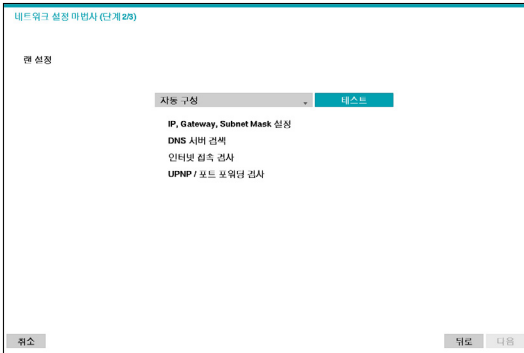 네트워크 설정 마법사 (단계 2/3)
랜 설정
자동 구성
테스트
IP, Gateway, Subnet Mask 설정
DNS 서버 검색
인터넷 접속 검사
UPNP / 포트 포워딩 검사
취소
뒤로
다음